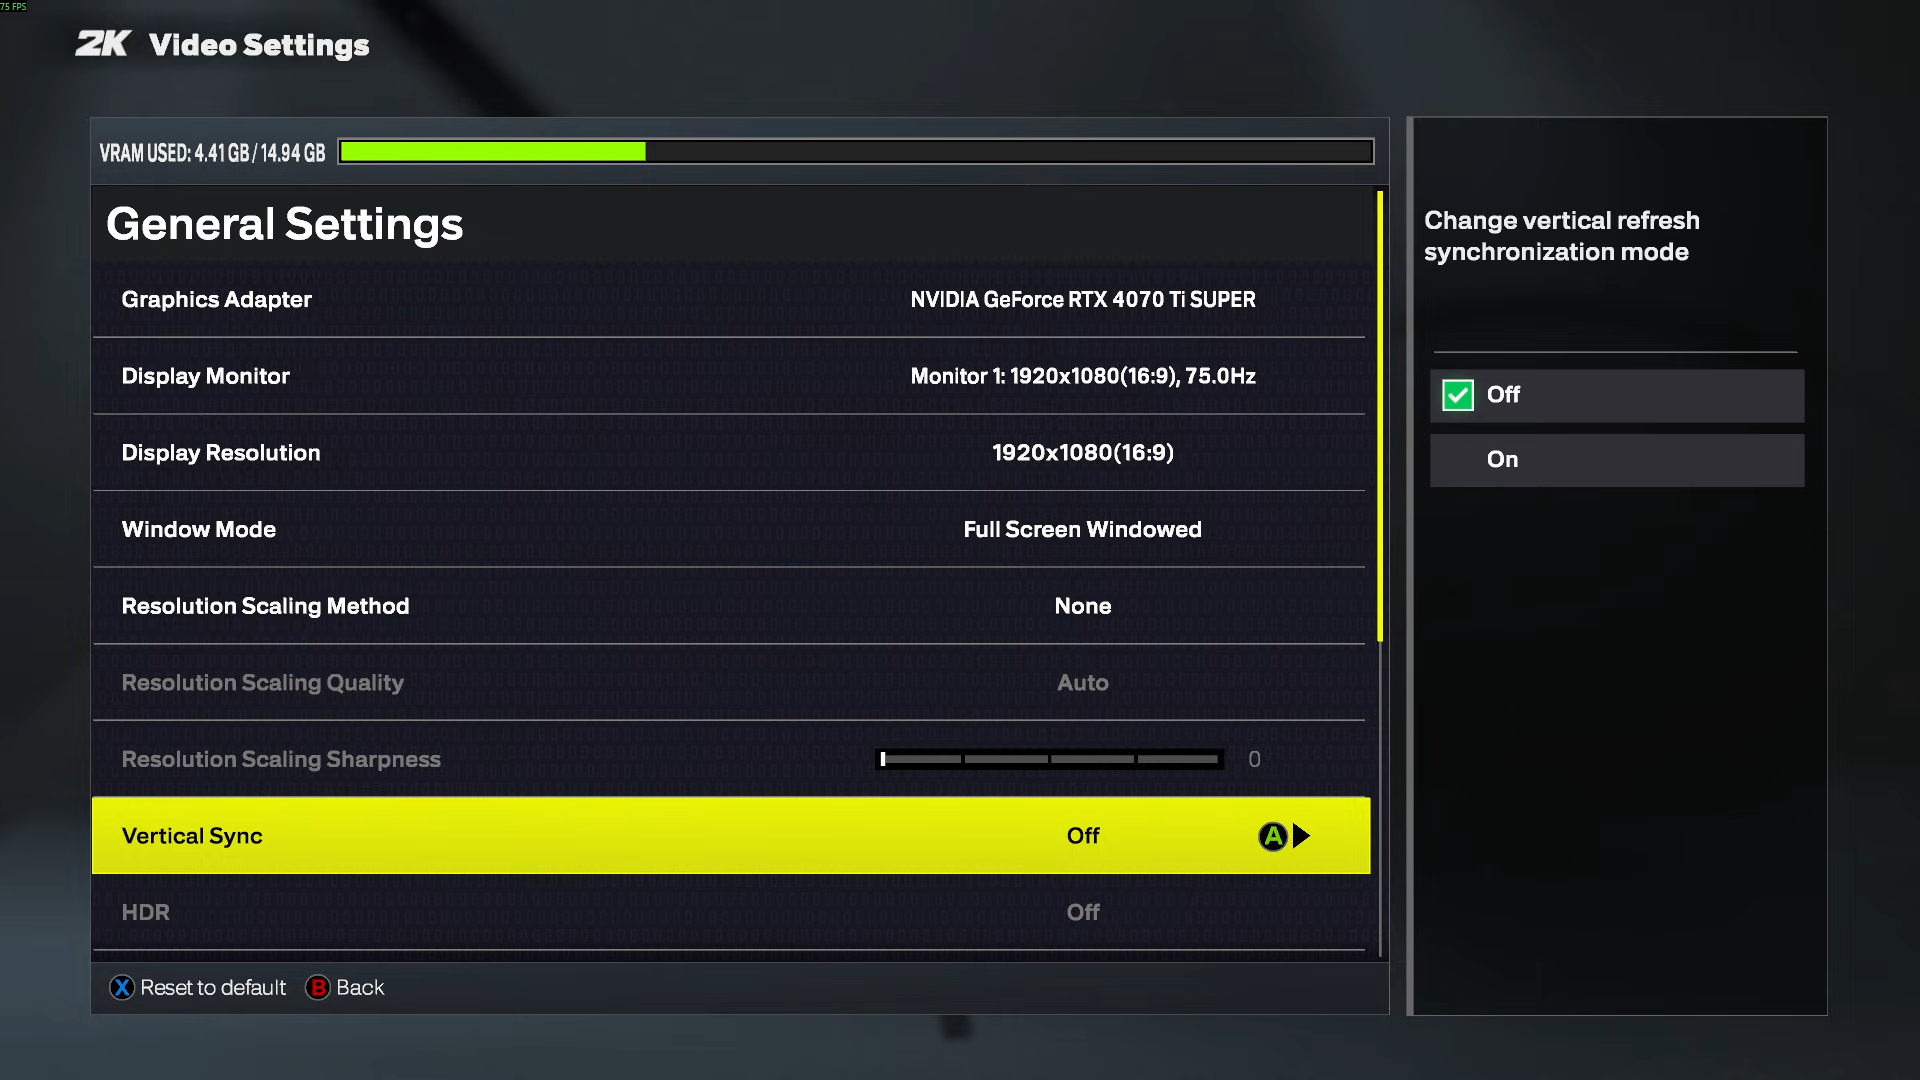 75 FPS
2K Video Settings
VRAM USED: 4.41 GB / 14.94 GB
General Settings
Graphics Adapter NVIDIA GeForce RTX 4070 Ti SUPER
Display Monitor Monitor 1: 1920x1080(16:9), 75.0Hz
Display Resolution 1920x1080(16:9)
Window Mode Full Screen Windowed
Resolution Scaling Method None
Resolution Scaling Quality Auto
Resolution Scaling Sharpness 0
Vertical Sync Off A
HDR Off
X Reset to default B Back
Change vertical refresh
synchronization mode
Off
On